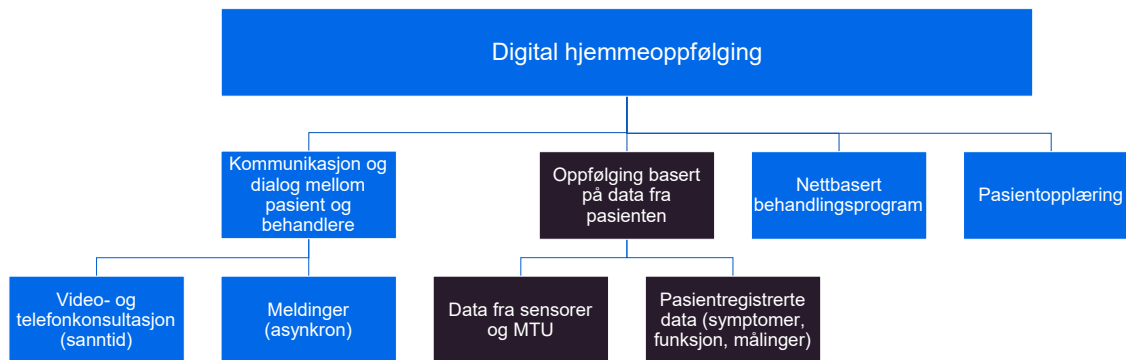 Digital hjemmeoppfølging
Kommunikasjon og
dialog mellom
pasient og
behandlere
Oppfølging basert
på data fra
pasienten
Nettbasert
behandlingsprogram
Pasientopplæring
Video- og
telefonkonsultasjon
(sanntid)
Meldinger
(asynkron)
Data fra sensorer
og MTU
Pasientregistrerte
data (symptomer,
funksjon, målinger)